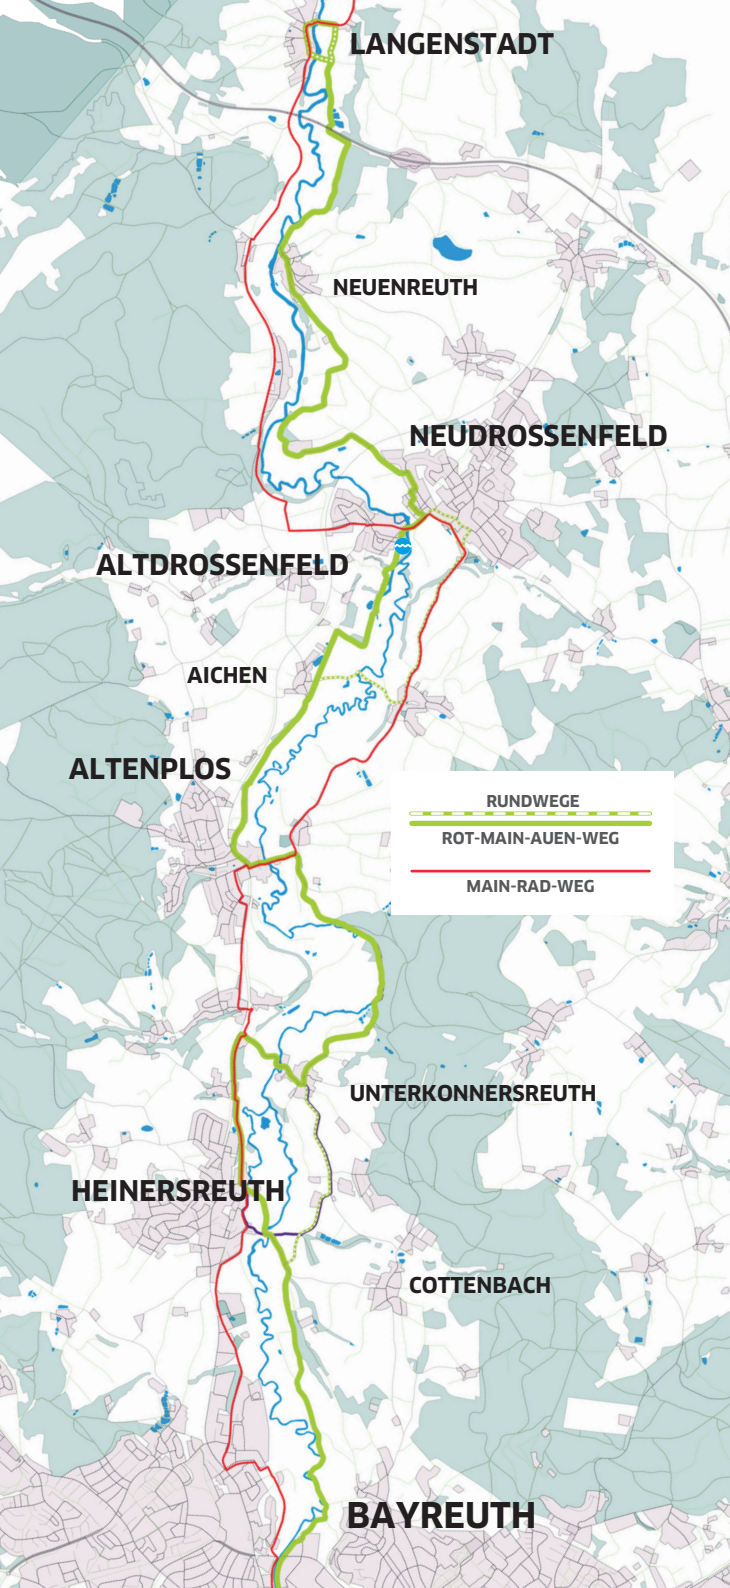 LANGENSTADT
NEUENREUTH
NEUDROSSENFELD
ALTDROSSENFELD
AICHEN
ALTENPLOS
RUNDWEGE
ROT-MAIN-AUEN-WEG
MAIN-RAD-WEG
UNTERKONNERSREUTH
HEINERSREUTH
COTTENBACH
BAYREUTH